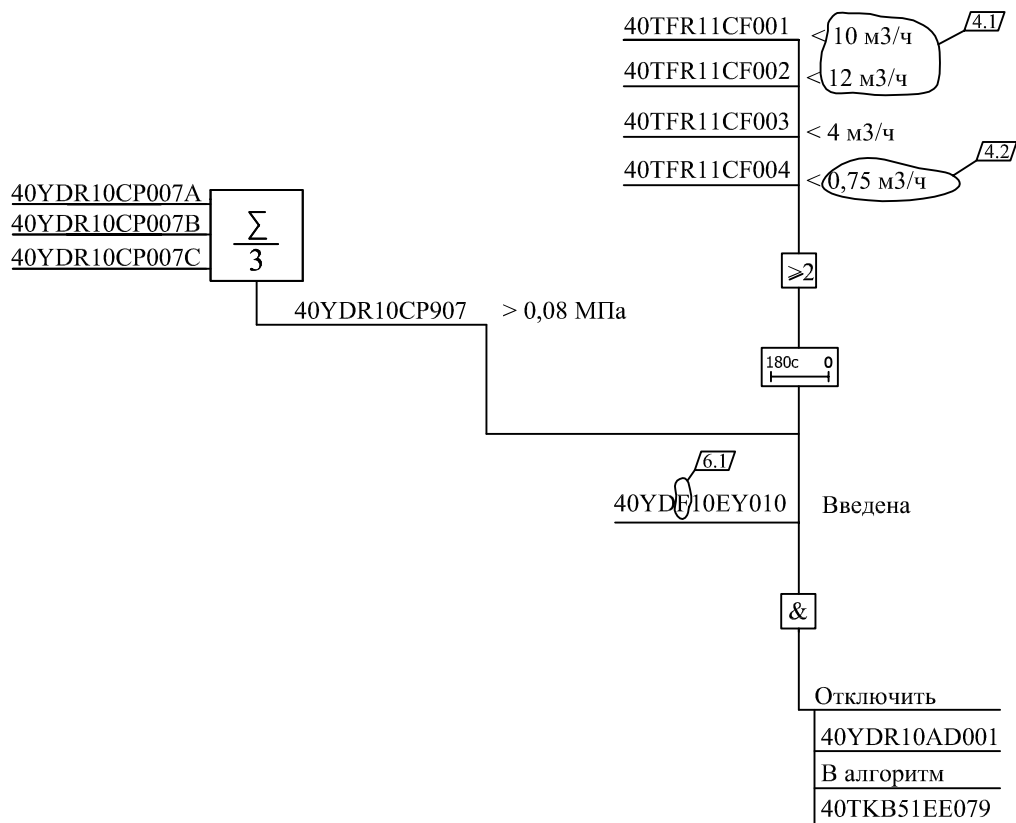 40TFR11CF001 < 10 м3/ч
4.1
40TFR11CF002 < 12 м3/ч
40TFR11CF003 < 4 м3/ч
4.2
40TFR11CF004 < 0,75 м3/ч
40YDR10CP007A
40YDR10CP007B
40YDR10CP007C
∑
3
⩾2
40YDR10CP907 > 0,08 МПа
180с 0
6.1
40YDF10EY010 Введена
&
Отключить
40YDR10AD001
В алгоритм
40TKB51EE079